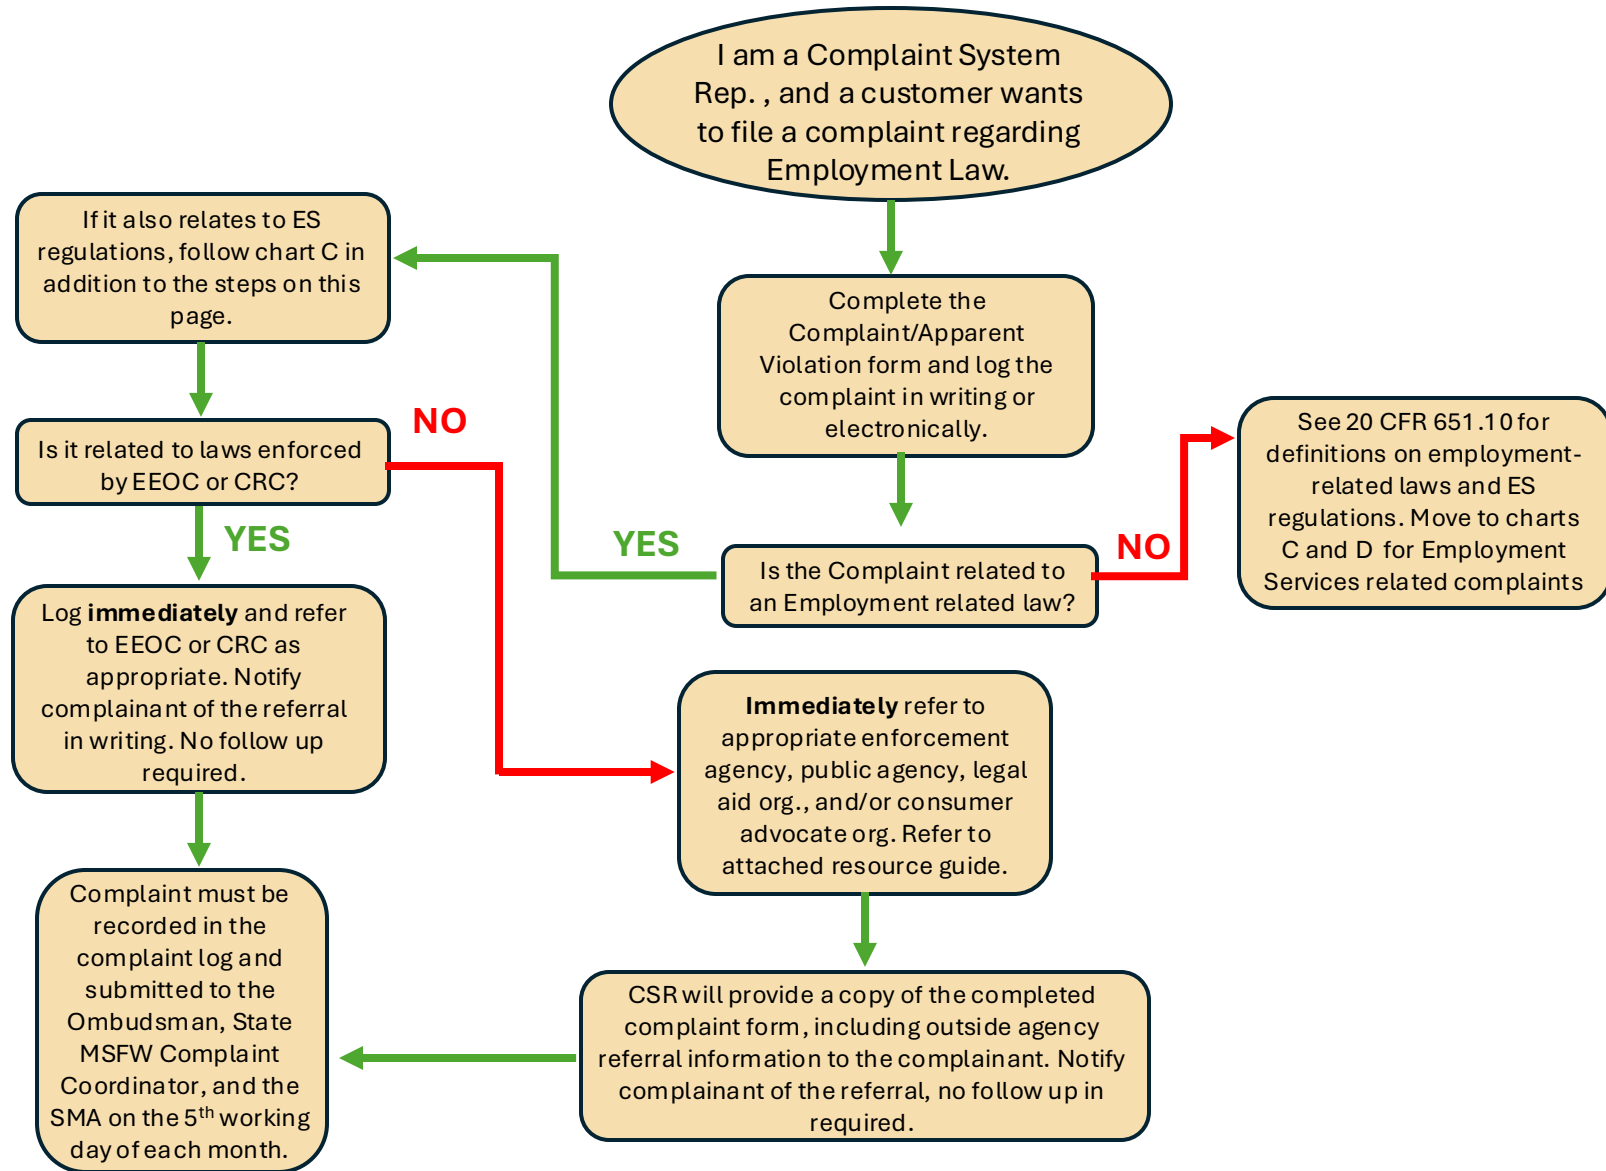 I am a Complaint System
Rep. , and a customer wants
to file a complaint regarding
Employment Law.
Complete the
Complaint/Apparent
Violation form and log the
complaint in writing or
electronically.
Is the Complaint related to
an Employment related law?
NO
See 20 CFR 651.10 for
definitions on employment-
related laws and ES
regulations. Move to charts
C and D for Employment
Services related complaints
YES
If it also relates to ES
regulations, follow chart C in
addition to the steps on this
page.
Is it related to laws enforced
by EEOC or CRC?
NO
YES
Log immediately and refer
to EEOC or CRC as
appropriate. Notify
complainant of the referral
in writing. No follow up
required.
Immediately refer to
appropriate enforcement
agency, public agency, legal
aid org., and/or consumer
advocate org. Refer to
attached resource guide.
CSR will provide a copy of the completed
complaint form, including outside agency
referral information to the complainant. Notify
complainant of the referral, no follow up in
required.
Complaint must be
recorded in the
complaint log and
submitted to the
Ombudsman, State
MSFW Complaint
Coordinator, and the
SMA on the 5th working
day of each month.